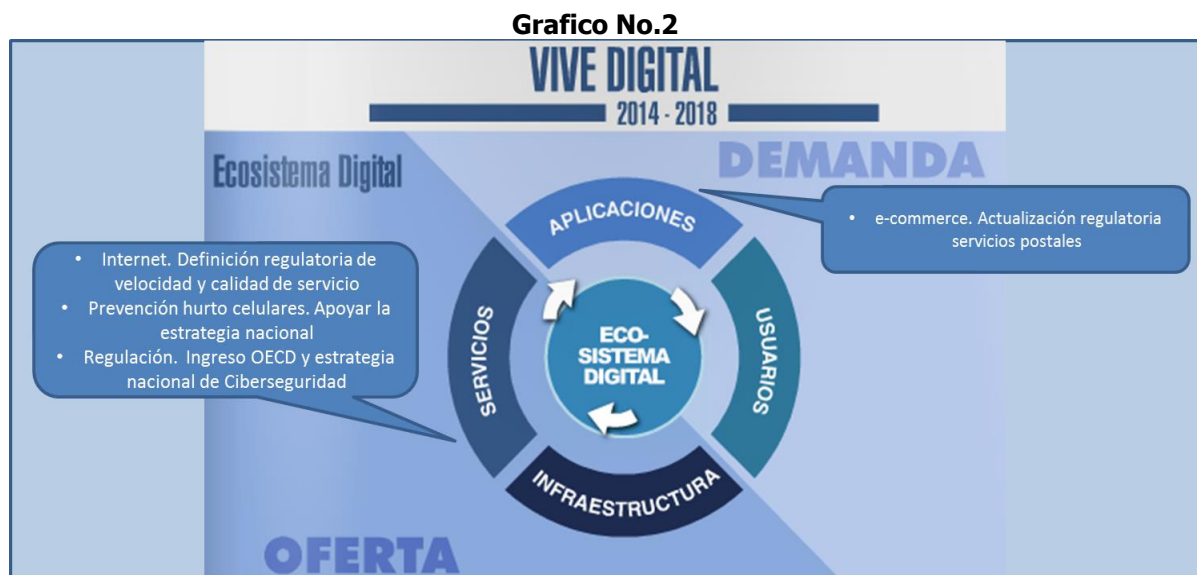 Grafico No.2
VIVE DIGITAL
2014 - 2018
Ecosistema Digital
DEMANDA
• e-commerce. Actualización regulatoria
servicios postales
• Internet. Definición regulatoria de
velocidad y calidad de servicio
• Prevención hurto celulares. Apoyar la
estrategia nacional
• Regulación. Ingreso OECD y estrategia
nacional de Ciberseguridad
APLICACIONES
SERVICIOS
ECO-
SISTEMA
DIGITAL
USUARIOS
INFRAESTRUCTURA
OFERTA